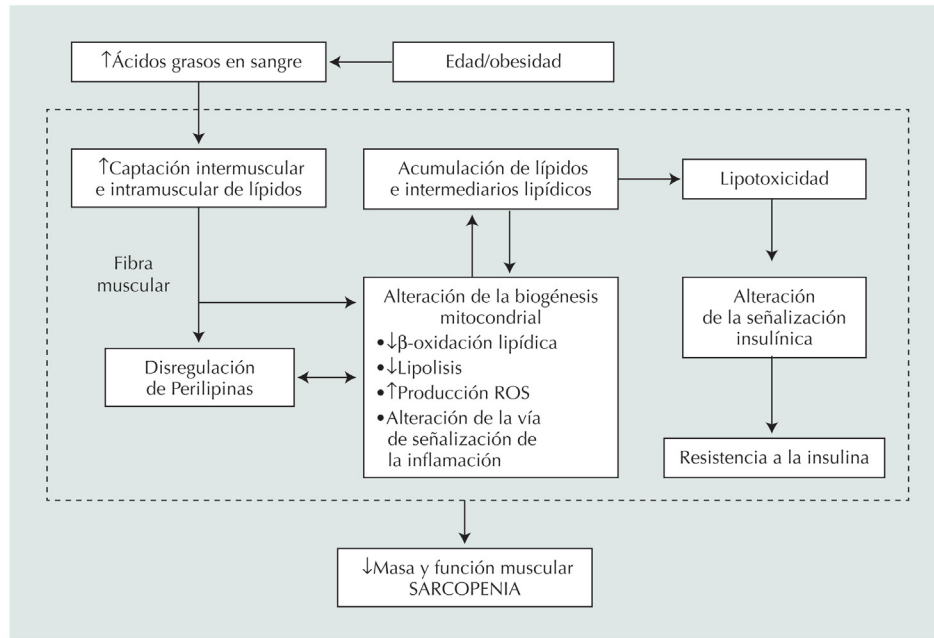 ↑Ácidos grasos en sangre
Edad/obesidad
↑Captación intermuscular
e intramuscular de lípidos
Acumulación de lípidos
e intermediarios lipídicos
Lipotoxicidad
Fibra
muscular
Alteración de la biogénesis
mitocondrial
•↓β-oxidación lipídica
•↓Lipolisis
•↑Producción ROS
•Alteración de la vía
de señalización de
la inflamación
Alteración
de la señalización
insulínica
Disregulación
de Perilipinas
Resistencia a la insulina
↓Masa y función muscular
SARCOPENIA